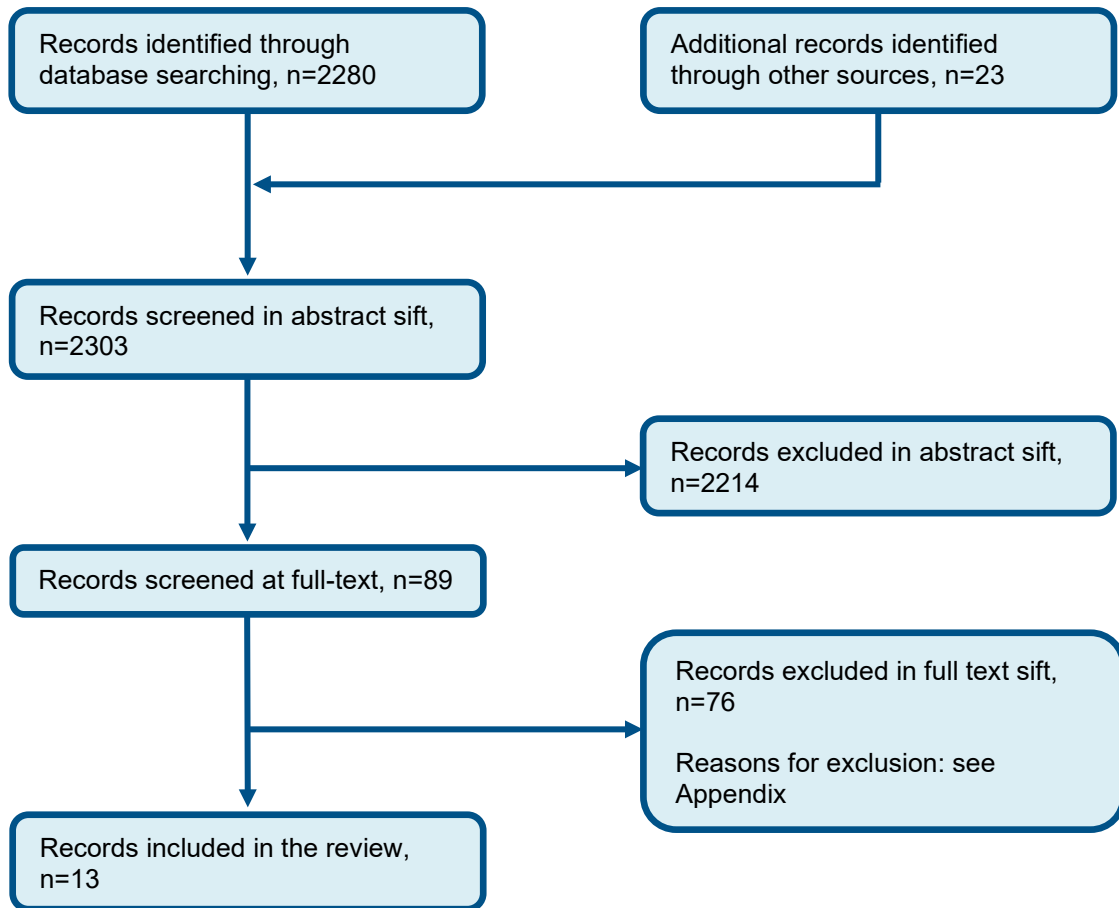 Records identified through
database searching, n=2280
Additional records identified
through other sources, n=23
Records screened in abstract sift,
n=2303
Records excluded in abstract sift,
n=2214
Records screened at full-text, n=89
Records excluded in full text sift,
n=76
Reasons for exclusion: see
Appendix
Records included in the review,
n=13